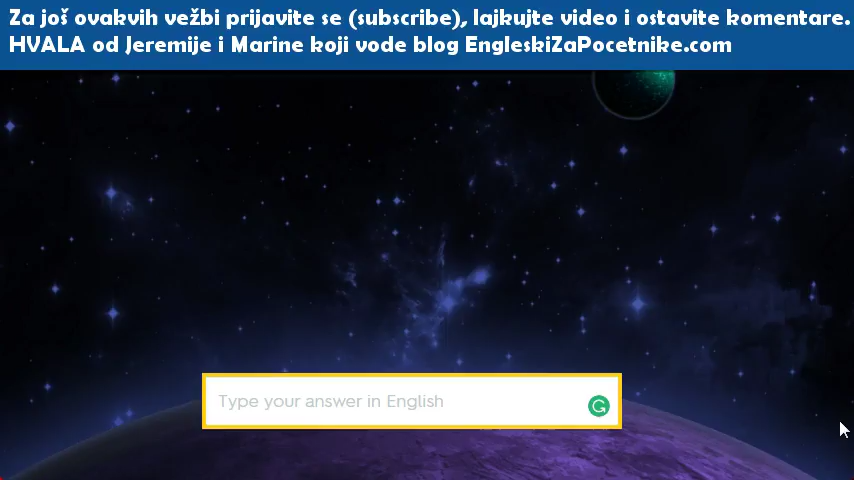 Za još ovakvih vežbi prijavite se (subscribe), lajkujte video i ostavite komentare.
HVALA od Jeremije i Marine koji vode blog EngleskiZaPocetnike.com
Type your answer in English